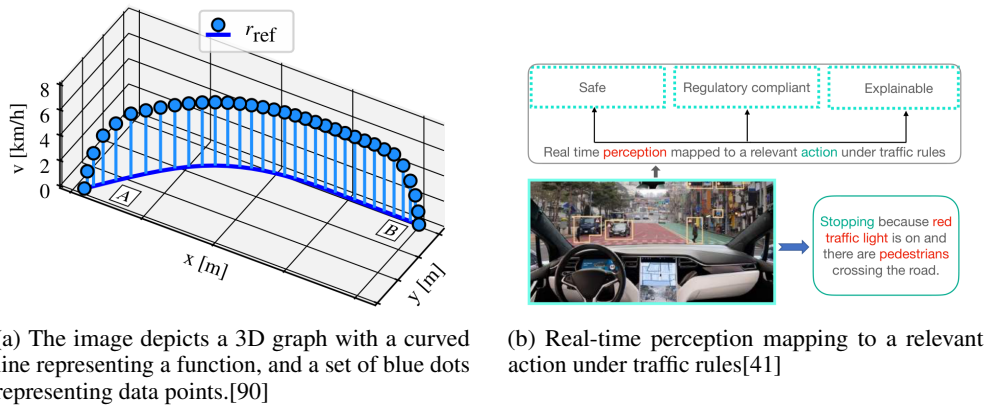 r_ref
8
6
4
2
0
v [km/h]
A
B
x [m]
y [m]
(a) The image depicts a 3D graph with a curved
line representing a function, and a set of blue dots
representing data points.[90]
Safe
Regulatory compliant
Explainable
Real time perception mapped to a relevant action under traffic rules
Stopping because red
traffic light is on and
there are pedestrians
crossing the road.
(b) Real-time perception mapping to a relevant
action under traffic rules[41]